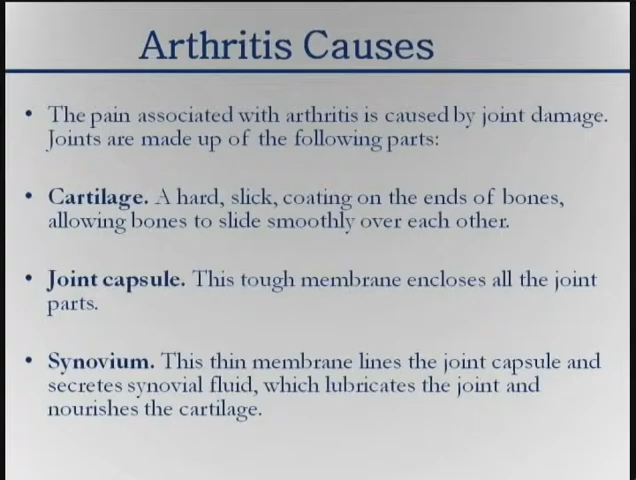 Arthritis Causes
• The pain associated with arthritis is caused by joint damage.
Joints are made up of the following parts:
• Cartilage. A hard, slick, coating on the ends of bones,
allowing bones to slide smoothly over each other.
• Joint capsule. This tough membrane encloses all the joint
parts.
• Synovium. This thin membrane lines the joint capsule and
secretes synovial fluid, which lubricates the joint and
nourishes the cartilage.